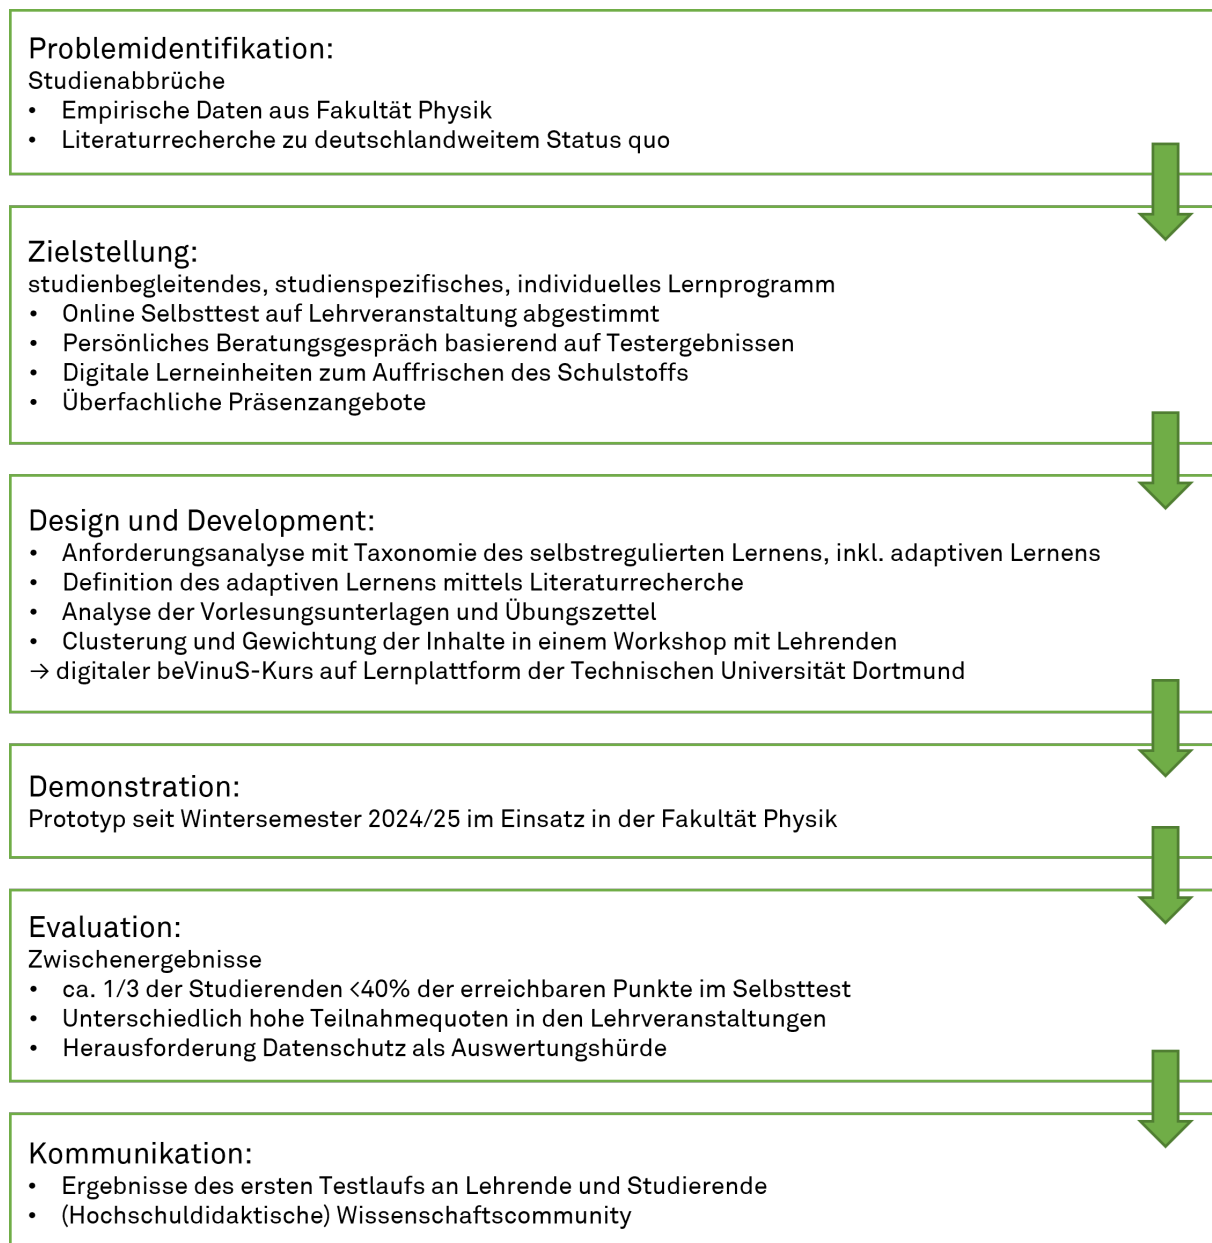 Problemidentifikation:
Studienabbrüche
• Empirische Daten aus Fakultät Physik
• Literaturrecherche zu deutschlandweitem Status quo
Zielstellung:
studienbegleitendes, studienspezifisches, individuelles Lernprogramm
• Online Selbsttest auf Lehrveranstaltung abgestimmt
• Persönliches Beratungsgespräch basierend auf Testergebnissen
• Digitale Lerneinheiten zum Auffrischen des Schulstoffs
• Überfachliche Präsenzangebote
Design und Development:
• Anforderungsanalyse mit Taxonomie des selbstregulierten Lernens, inkl. adaptiven Lernens
• Definition des adaptiven Lernens mittels Literaturrecherche
• Analyse der Vorlesungsunterlagen und Übungszettel
• Clusterung und Gewichtung der Inhalte in einem Workshop mit Lehrenden
→ digitaler beVinuS-Kurs auf Lernplattform der Technischen Universität Dortmund
Demonstration:
Prototyp seit Wintersemester 2024/25 im Einsatz in der Fakultät Physik
Evaluation:
Zwischenergebnisse
• ca. 1/3 der Studierenden <40% der erreichbaren Punkte im Selbsttest
• Unterschiedlich hohe Teilnahmequoten in den Lehrveranstaltungen
• Herausforderung Datenschutz als Auswertungshürde
Kommunikation:
• Ergebnisse des ersten Testlaufs an Lehrende und Studierende
• (Hochschuldidaktische) Wissenschaftscommunity